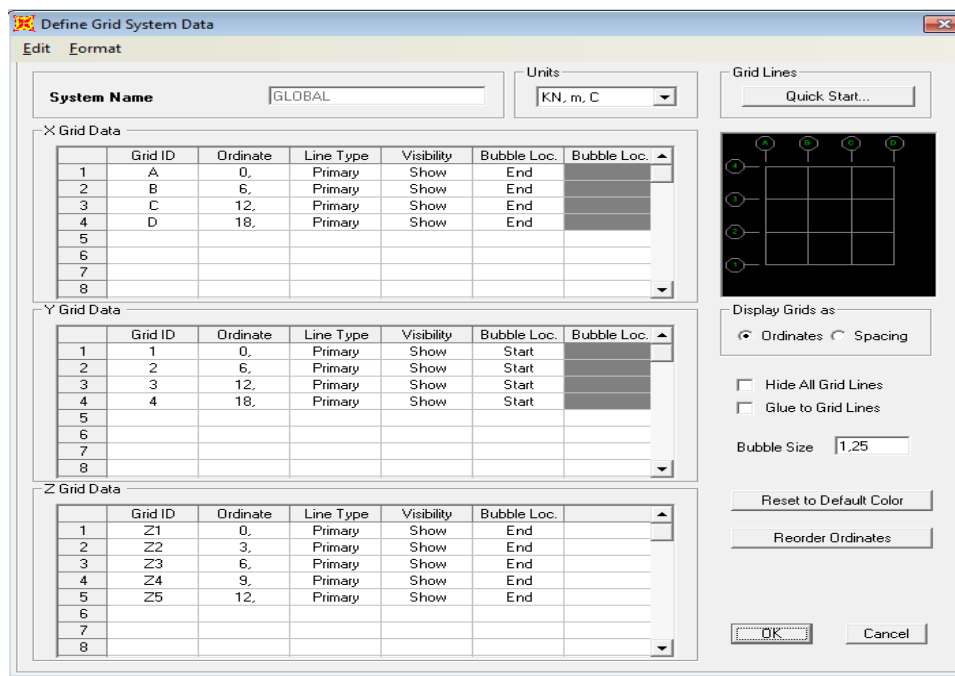 Define Grid System Data
Edit Format
System Name GLOBAL
Units
KN, m, C
Grid Lines
Quick Start...
X Grid Data
Grid ID Ordinate Line Type Visibility Bubble Loc. Bubble Loc.
1 A 0, Primary Show End
2 B 6, Primary Show End
3 C 12, Primary Show End
4 D 18, Primary Show End
5
6
7
8
A B C D
4
3
2
1
Y Grid Data
Grid ID Ordinate Line Type Visibility Bubble Loc. Bubble Loc.
1 1 0, Primary Show Start
2 2 6, Primary Show Start
3 3 12, Primary Show Start
4 4 18, Primary Show Start
5
6
7
8
Display Grids as
Ordinates Spacing
Hide All Grid Lines
Glue to Grid Lines
Bubble Size 1,25
Z Grid Data
Grid ID Ordinate Line Type Visibility Bubble Loc.
1 Z1 0, Primary Show End
2 Z2 3, Primary Show End
3 Z3 6, Primary Show End
4 Z4 9, Primary Show End
5 Z5 12, Primary Show End
6
7
8
Reset to Default Color
Reorder Ordinates
OK Cancel